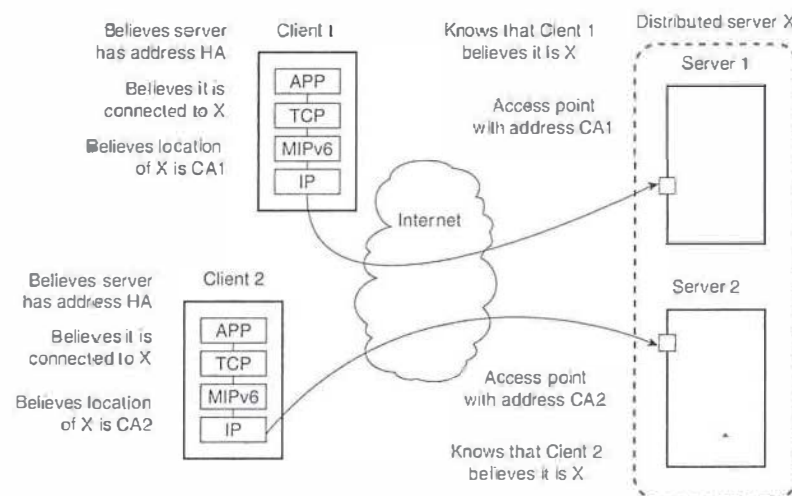 Believes server
has address HA
Believes it is
connected to X
Believes location
of X is CA1
Client 1
APP
TCP
MIPv6
IP
Knows that Cient 1
believes it is X
Access point
with address CA1
Distributed server X
Server 1
Internet
Believes server
has address HA
Believes it is
connected to X
Believes location
of X is CA2
Client 2
APP
TCP
MIPv6
IP
Server 2
Access point
with address CA2
Knows that Cient 2
believes it is X